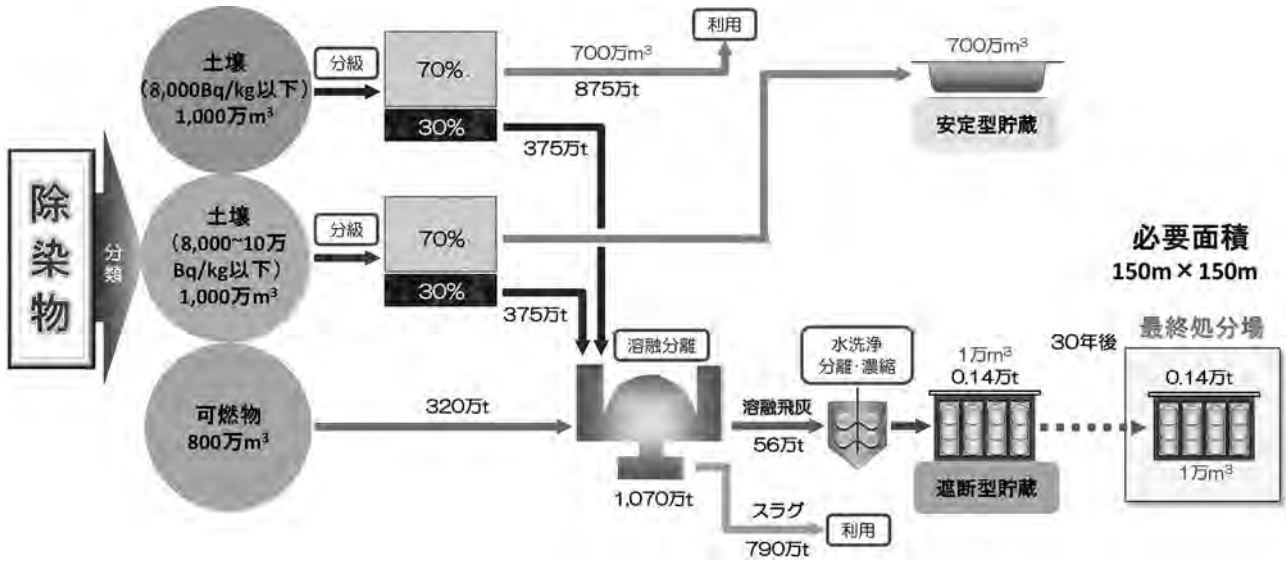 除染物
分類
土壌
(8,000Bq/kg以下)
1,000万m³
分級
70%
30%
700万m³
875万t
利用
375万t
700万m³
安定型貯蔵
土壌
(8,000~10万
Bq/kg以下)
1,000万m³
分級
70%
30%
375万t
可燃物
800万m³
320万t
溶融分離
1,070万t
溶融飛灰
56万t
スラグ
790万t
利用
水洗浄
分離・濃縮
1万m³
0.14万t
遮断型貯蔵
30年後
必要面積
150m×150m
最終処分場
0.14万t
1万m³